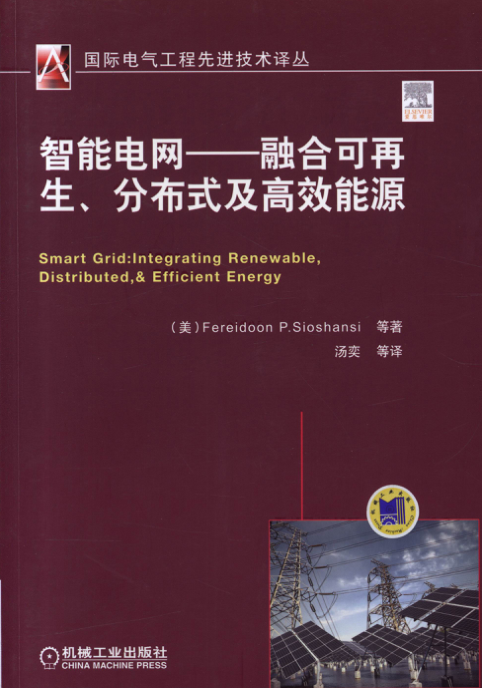 国际电气工程先进技术译丛
ELSEVIER
智能电网——融合可再
生、分布式及高效能源
Smart Grid:Integrating Renewable,
Distributed,& Efficient Energy
（美）Fereidoon P.Sioshansi 等著
汤奕 等译
机械工业出版社
CHINA MACHINE PRESS